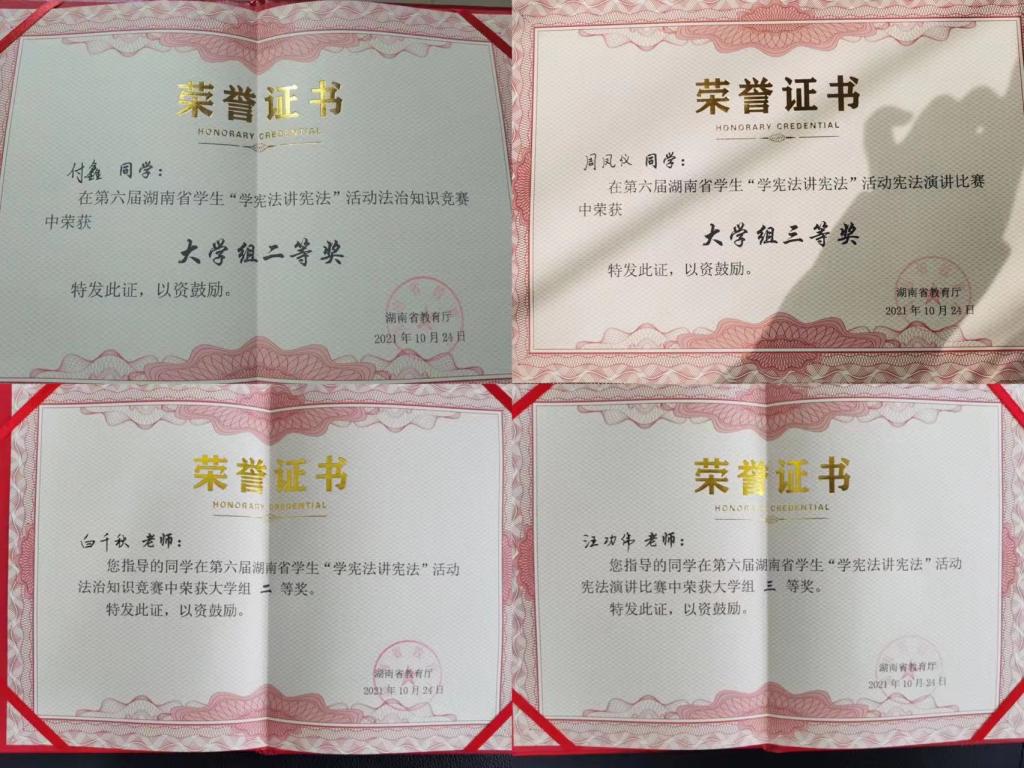 荣誉证书
HONORARY CREDENTIAL
付鑫 同学：
在第六届湖南省学生“学宪法讲宪法”活动法治知识竞赛
中荣获
大学组二等奖
特发此证，以资鼓励。
湖南省教育厅
2021年10月24日
荣誉证书
HONORARY CREDENTIAL
周凤仪 同学：
在第六届湖南省学生“学宪法讲宪法”活动宪法演讲比赛
中荣获
大学组三等奖
特发此证，以资鼓励。
湖南省教育厅
2021年10月24日
荣誉证书
HONORARY CREDENTIAL
白千秋 老师：
您指导的同学在第六届湖南省学生“学宪法讲宪法”活动
法治知识竞赛中荣获大学组 二 等奖。
特发此证，以资鼓励。
湖南省教育厅
2021年10月24日
荣誉证书
HONORARY CREDENTIAL
汪功伟 老师：
您指导的同学在第六届湖南省学生“学宪法讲宪法”活动
宪法演讲比赛中荣获大学组 三 等奖。
特发此证，以资鼓励。
湖南省教育厅
2021年10月24日